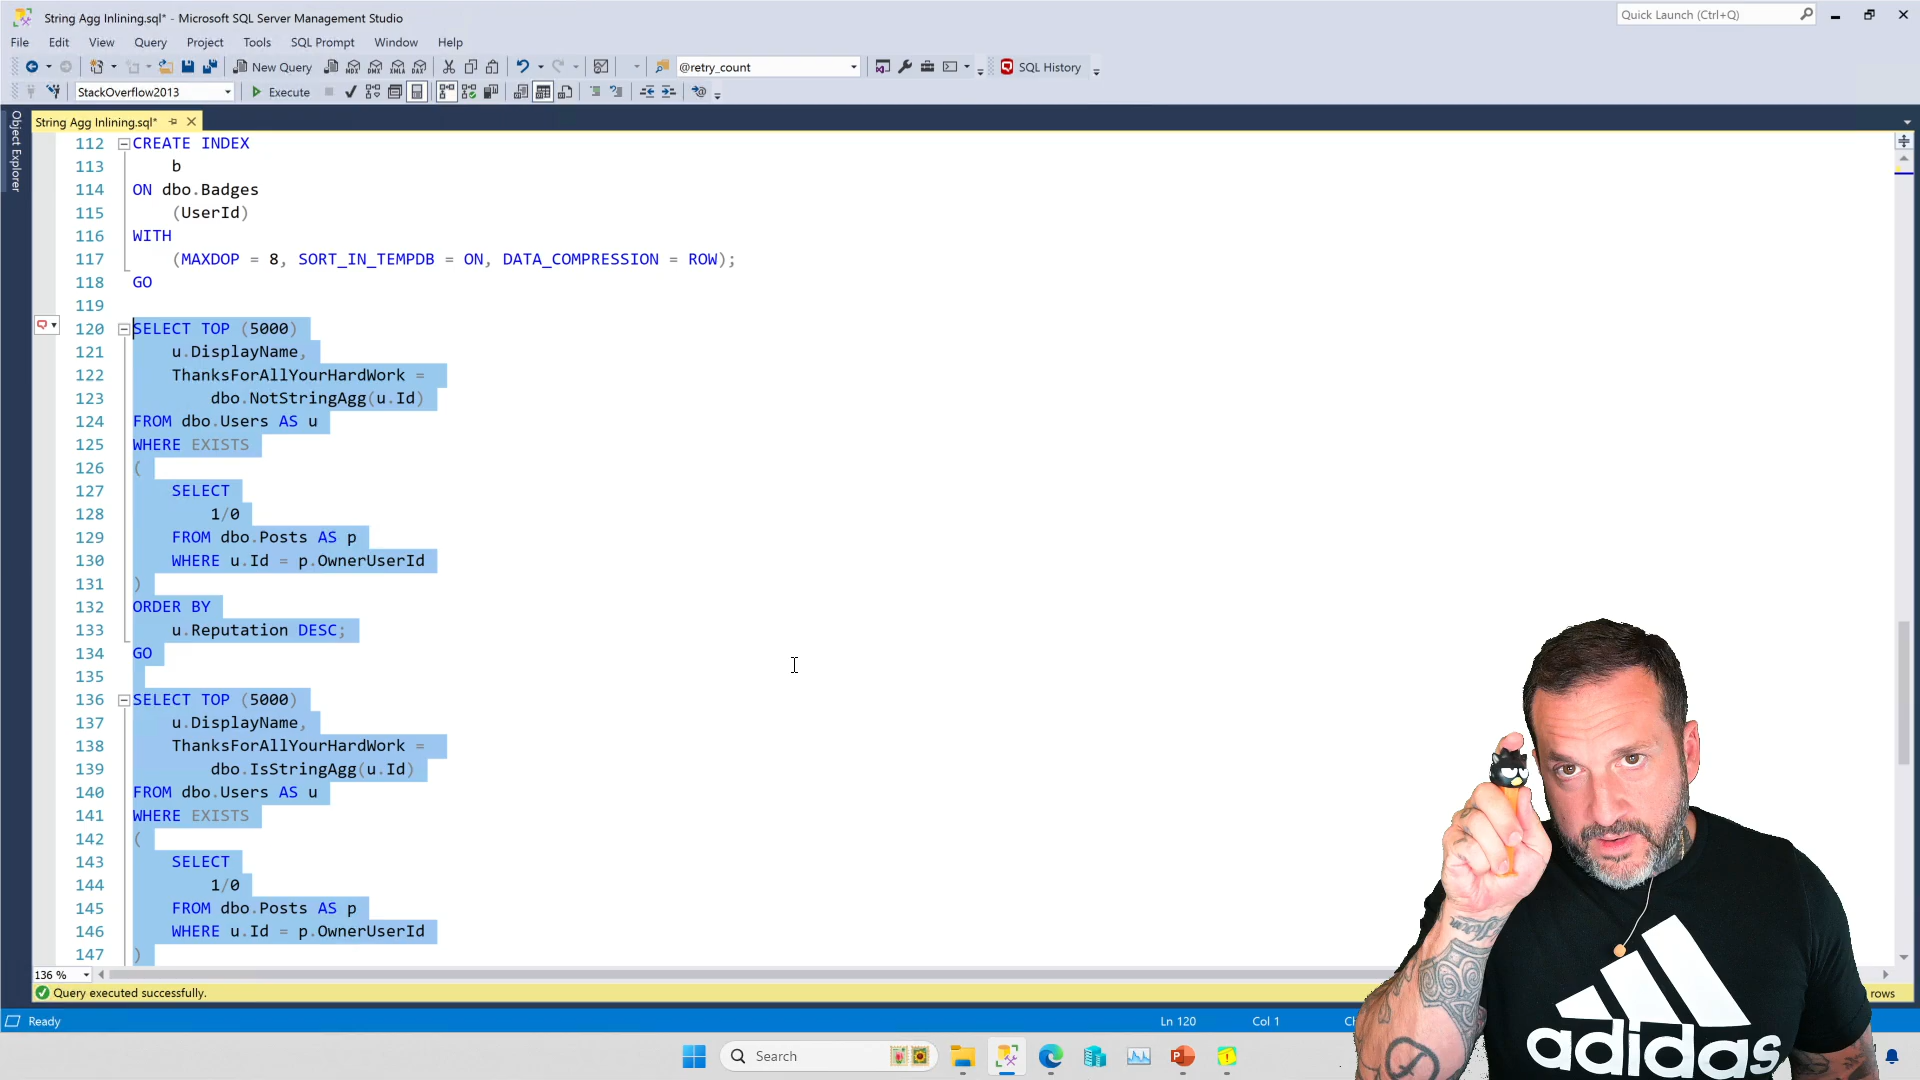 String Agg Inlining.sql* - Microsoft SQL Server Management Studio
Quick Launch (Ctrl+Q)
File Edit View Query Project Tools SQL Prompt Window Help
New Query
@retry_count
SQL History
StackOverflow2013
Execute
Object Explorer
String Agg Inlining.sql*
112 CREATE INDEX
113 b
114 ON dbo.Badges
115 (UserId)
116 WITH
117 (MAXDOP = 8, SORT_IN_TEMPDB = ON, DATA_COMPRESSION = ROW);
118 GO
119
120 SELECT TOP (5000)
121 u.DisplayName,
122 ThanksForAllYourHardWork =
123 dbo.NotStringAgg(u.Id)
124 FROM dbo.Users AS u
125 WHERE EXISTS
126 (
127 SELECT
128 1/0
129 FROM dbo.Posts AS p
130 WHERE u.Id = p.OwnerUserId
131 )
132 ORDER BY
133 u.Reputation DESC;
134 GO
135
136 SELECT TOP (5000)
137 u.DisplayName,
138 ThanksForAllYourHardWork =
139 dbo.IsStringAgg(u.Id)
140 FROM dbo.Users AS u
141 WHERE EXISTS
142 (
143 SELECT
144 1/0
145 FROM dbo.Posts AS p
146 WHERE u.Id = p.OwnerUserId
147 )
136 %
Query executed successfully.
rows
Ready
Ln 120
Col 1
Search
adidas